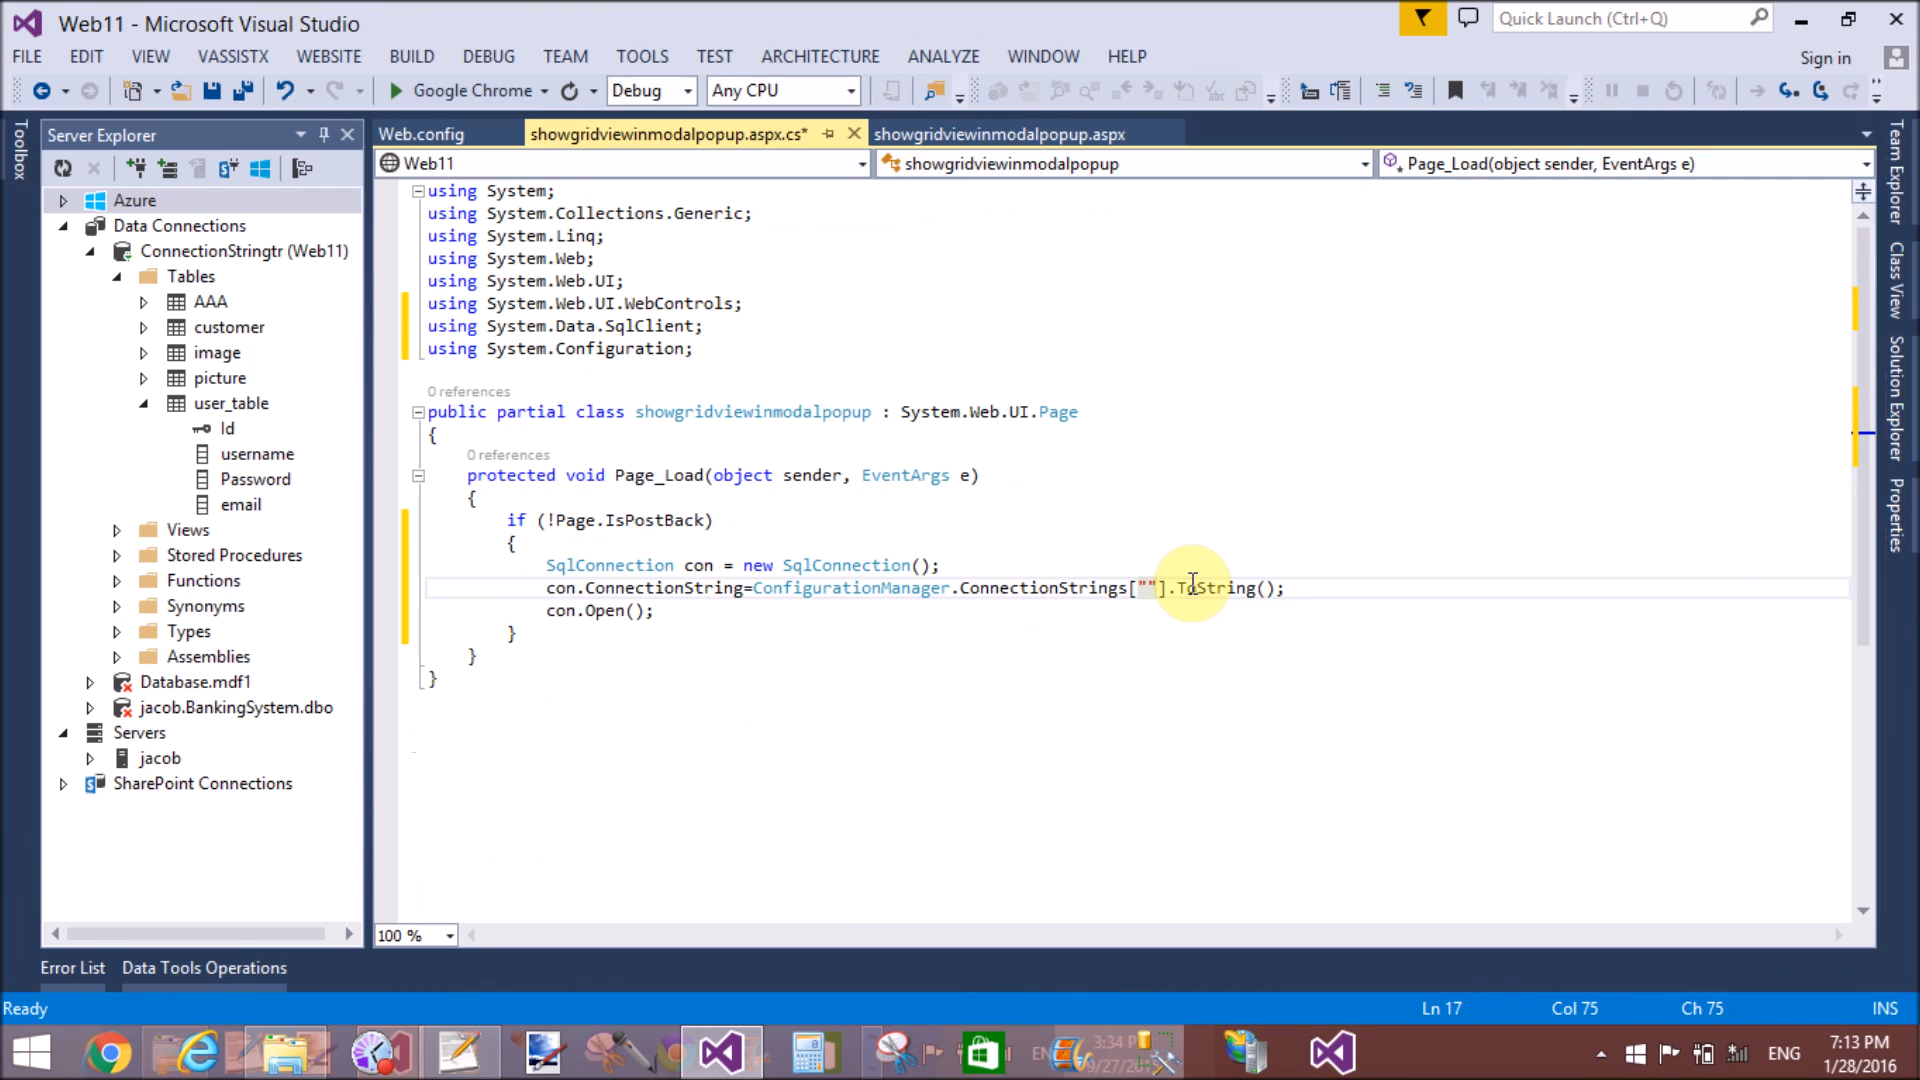 Web11 - Microsoft Visual Studio
Quick Launch (Ctrl+Q)
FILE EDIT VIEW VASSISTX WEBSITE BUILD DEBUG TEAM TOOLS TEST ARCHITECTURE ANALYZE WINDOW HELP
Sign in
Google Chrome Debug Any CPU
Toolbox
Server Explorer
Azure
Data Connections
ConnectionStringtr (Web11)
Tables
AAA
customer
image
picture
user_table
Id
username
Password
email
Views
Stored Procedures
Functions
Synonyms
Types
Assemblies
Database.mdf1
jacob.BankingSystem.dbo
Servers
jacob
SharePoint Connections
Web.config showgridviewinmodalpopup.aspx.cs* showgridviewinmodalpopup.aspx
Web11 showgridviewinmodalpopup Page_Load(object sender, EventArgs e)
using System;
using System.Collections.Generic;
using System.Linq;
using System.Web;
using System.Web.UI;
using System.Web.UI.WebControls;
using System.Data.SqlClient;
using System.Configuration;
0 references
public partial class showgridviewinmodalpopup : System.Web.UI.Page
{
0 references
protected void Page_Load(object sender, EventArgs e)
{
if (!Page.IsPostBack)
{
SqlConnection con = new SqlConnection();
con.ConnectionString=ConfigurationManager.ConnectionStrings[""].ToString();
con.Open();
}
}
}
100 %
Team Explorer
Class View
Solution Explorer
Properties
Error List Data Tools Operations
Ready Ln 17 Col 75 Ch 75 INS
3:34 PM
9/27/201
ENG
7:13 PM
1/28/2016